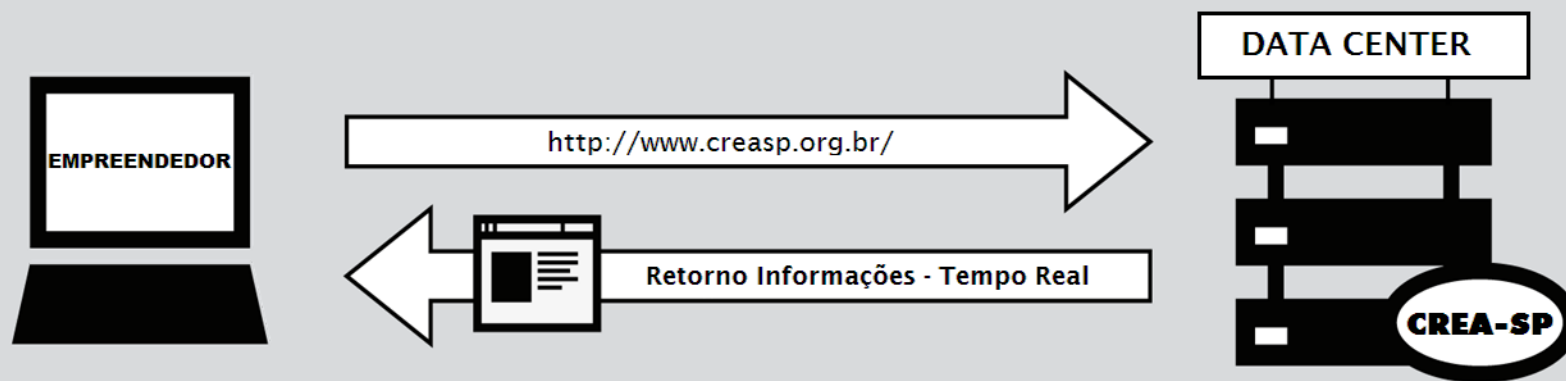 DATA CENTER
EMPREENDEDOR
http://www.creasp.org.br/
Retorno Informações - Tempo Real
CREA-SP